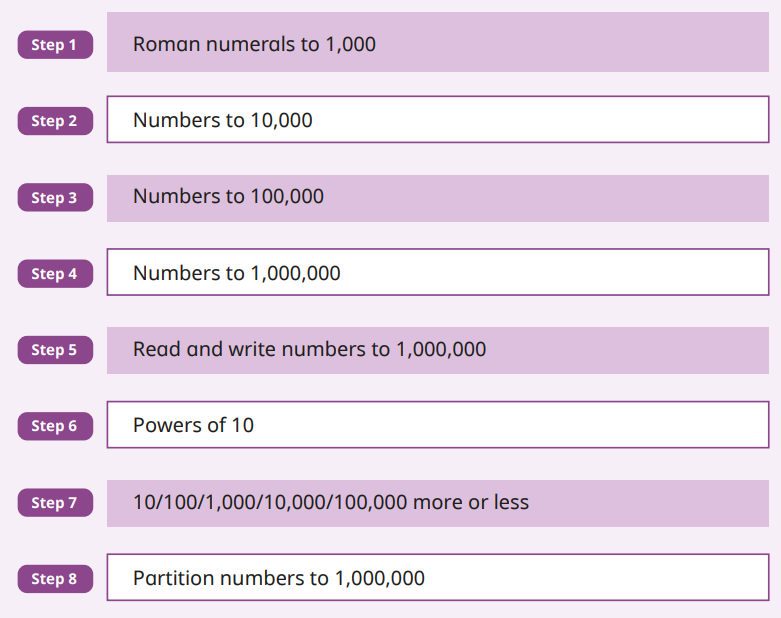 Step 1 Roman numerals to 1,000
Step 2 Numbers to 10,000
Step 3 Numbers to 100,000
Step 4 Numbers to 1,000,000
Step 5 Read and write numbers to 1,000,000
Step 6 Powers of 10
Step 7 10/100/1,000/10,000/100,000 more or less
Step 8 Partition numbers to 1,000,000